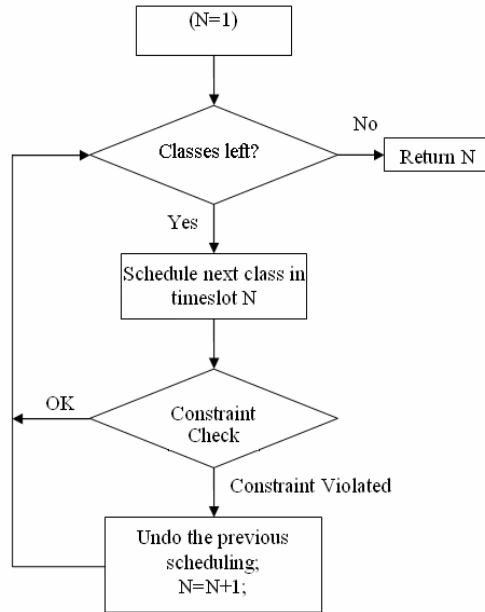 (N=1)
Classes left?
No
Return N
Yes
Schedule next class in
timeslot N
OK
Constraint
Check
Constraint Violated
Undo the previous
scheduling;
N=N+1;